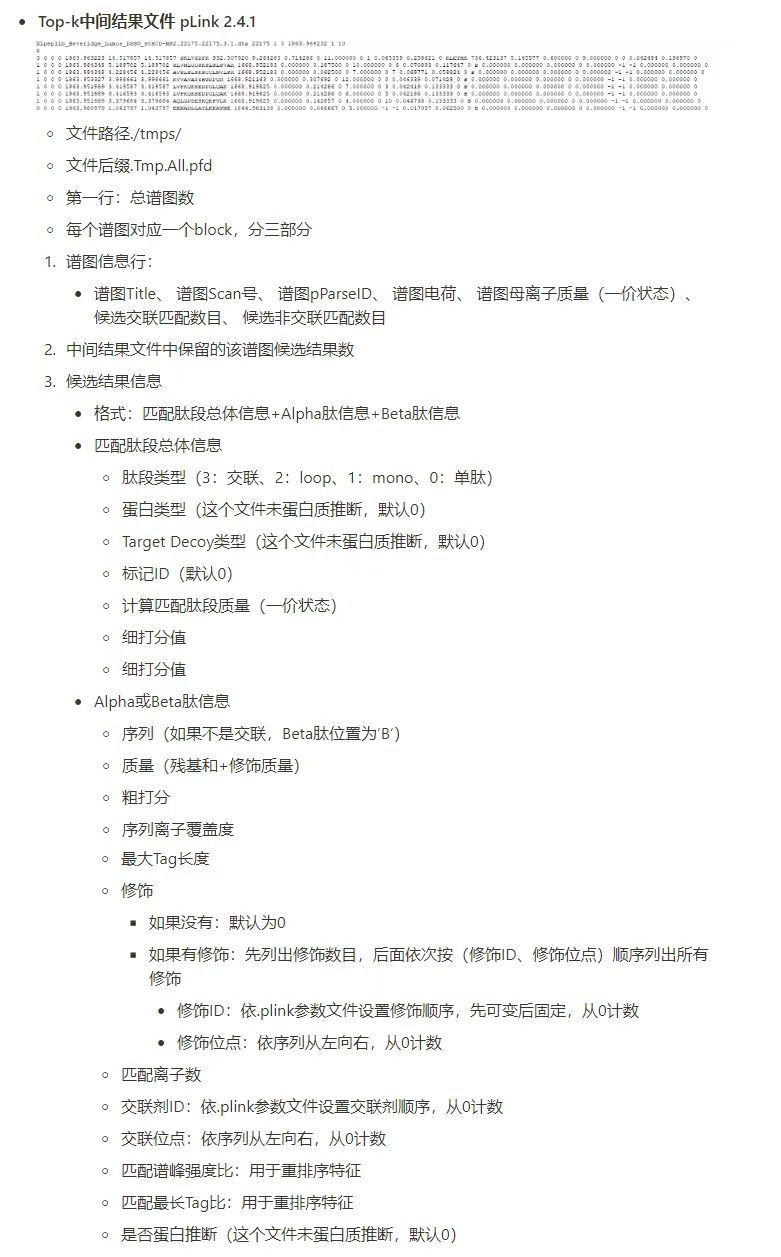 Top-k中间结果文件 pLink 2.4.1
文件路径./tmps/
文件后缀.Tmp.All.pfd
第一行：总谱图数
每个谱图对应一个block，分三部分
1. 谱图信息行：
谱图Title、 谱图Scan号、 谱图pParseID、 谱图电荷、 谱图母离子质量（一价状态）、
候选交联匹配数目、 候选非交联匹配数目
2. 中间结果文件中保留的该谱图候选结果数
3. 候选结果信息
格式：匹配肽段总体信息+Alpha肽信息+Beta肽信息
匹配肽段总体信息
肽段类型（3：交联、2：loop、1：mono、0：单肽）
蛋白类型（这个文件未蛋白质推断，默认0）
Target Decoy类型（这个文件未蛋白质推断，默认0）
标记ID（默认0）
计算匹配肽段质量（一价状态）
细打分值
细打分值
Alpha或Beta肽信息
序列（如果不是交联，Beta肽位置为‘B’）
质量（残基和+修饰质量）
粗打分
序列离子覆盖度
最大Tag长度
修饰
如果没有：默认为0
如果有修饰：先列出修饰数目，后面依次按（修饰ID、修饰位点）顺序列出所有
修饰
修饰ID：依.plink参数文件设置修饰顺序，先可变后固定，从0计数
修饰位点：依序列从左向右，从0计数
匹配离子数
交联剂ID：依.plink参数文件设置交联剂顺序，从0计数
交联位点：依序列从左向右，从0计数
匹配谱峰强度比：用于重排序特征
匹配最长Tag比：用于重排序特征
是否蛋白推断（这个文件未蛋白质推断，默认0）